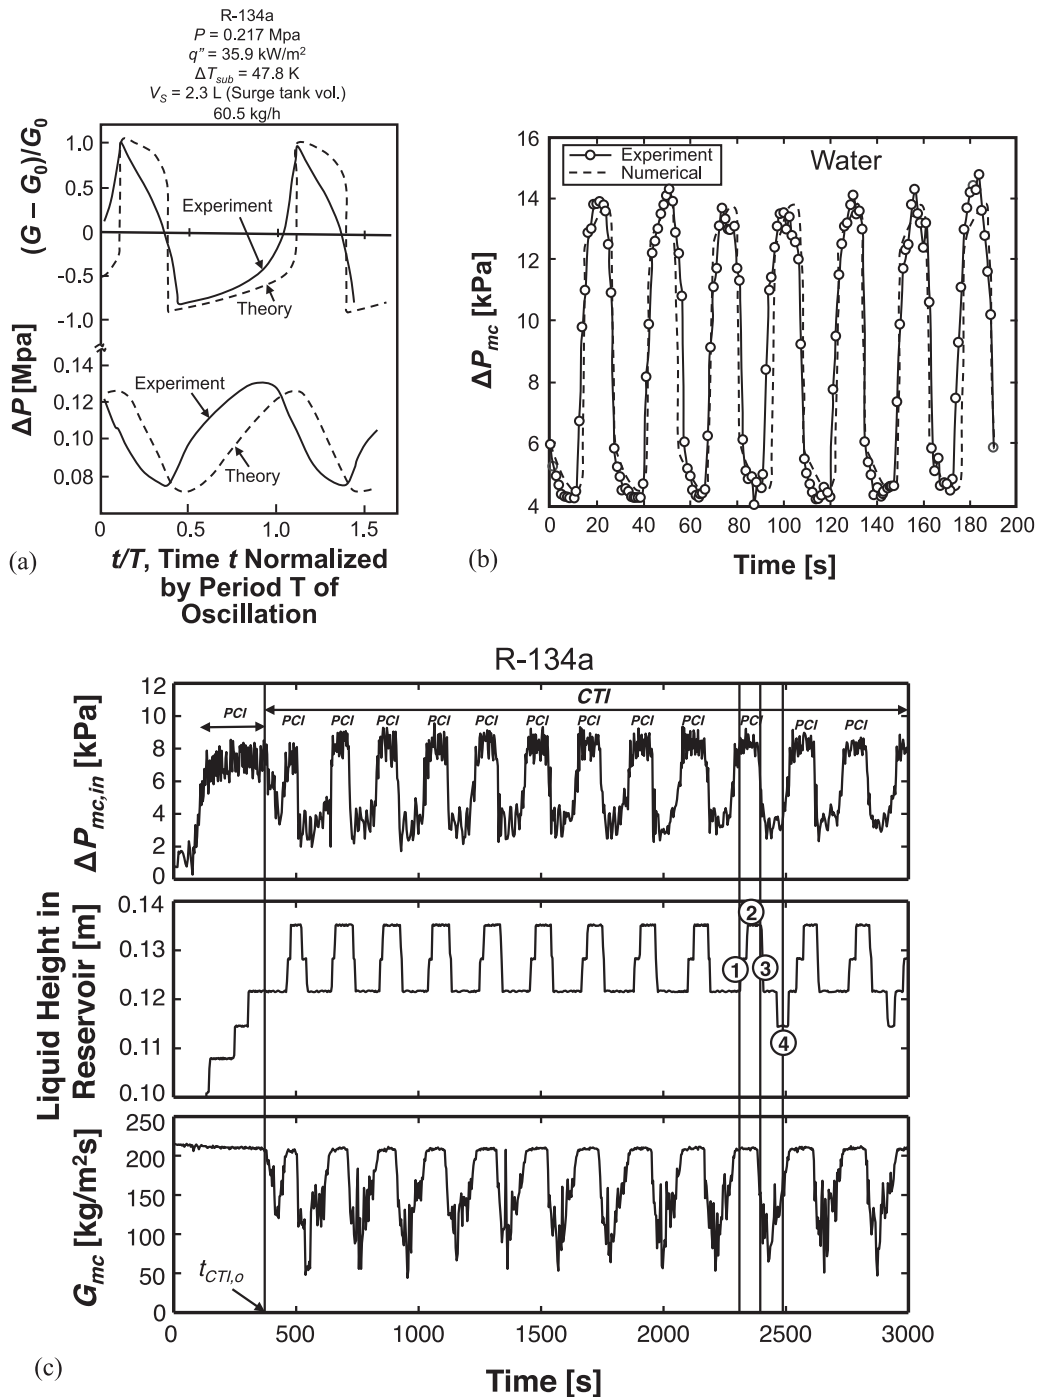 R-134a
P = 0.217 Mpa
q" = 35.9 kW/m²
ΔTsub = 47.8 K
VS = 2.3 L (Surge tank vol.)
60.5 kg/h
(G – G0)/G0
1.0
0.5
0
-0.5
-1.0
Experiment
Theory
ΔP [Mpa]
0.14
0.12
0.10
0.08
Experiment
Theory
0 0.5 1.0 1.5
t/T, Time t Normalized
by Period T of
Oscillation
(a)
ΔPmc [kPa]
16
14
12
10
8
6
4
Experiment
Numerical
Water
0 20 40 60 80 100 120 140 160 180 200
Time [s]
(b)
R-134a
ΔPmc,in [kPa]
12
10
8
6
4
2
0
CTI
PCI PCI PCI PCI PCI PCI PCI PCI PCI PCI PCI PCI PCI
Liquid Height in
Reservoir [m]
0.14
0.13
0.12
0.11
0.10
1 2 3 4
Gmc [kg/m²s]
250
200
150
100
50
0
tCTI,o
0 500 1000 1500 2000 2500 3000
Time [s]
(c)